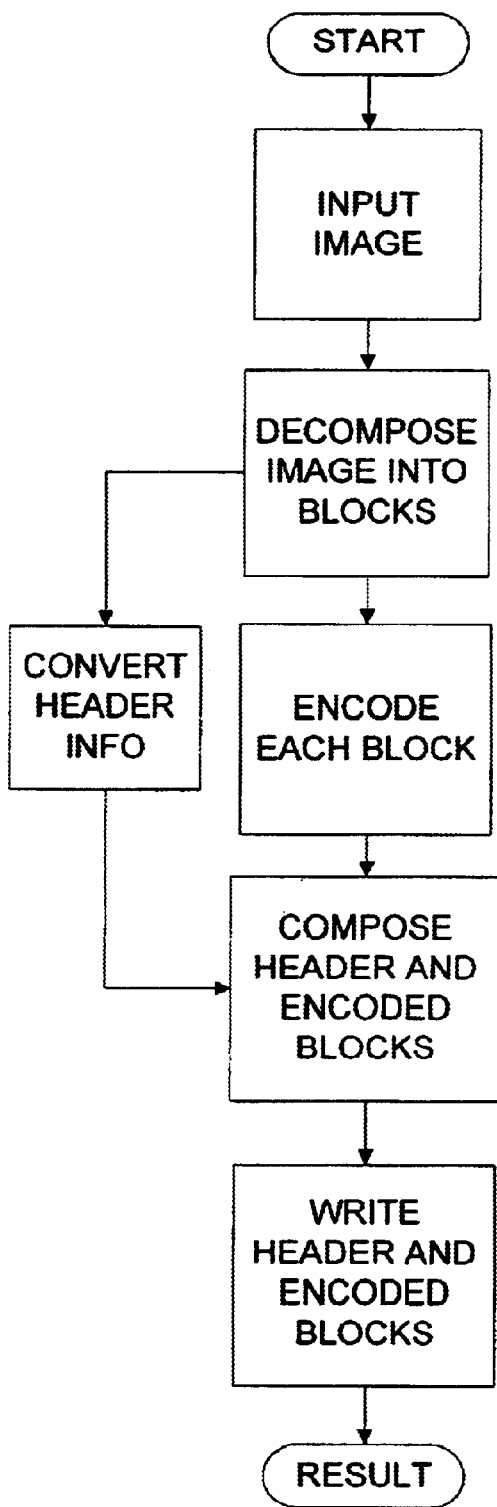 START
INPUT
IMAGE
DECOMPOSE
IMAGE INTO
BLOCKS
CONVERT
HEADER
INFO
ENCODE
EACH BLOCK
COMPOSE
HEADER AND
ENCODED
BLOCKS
WRITE
HEADER AND
ENCODED
BLOCKS
RESULT